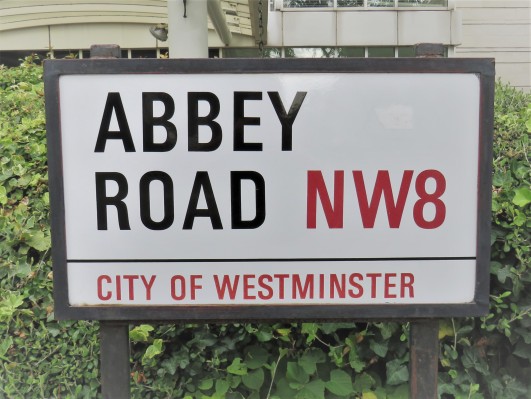 ABBEY
ROAD NW8
CITY OF WESTMINSTER